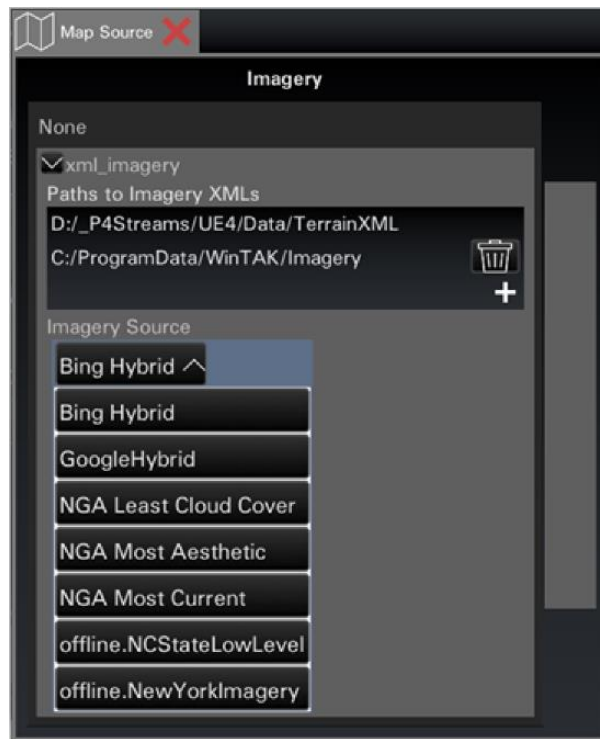 Map Source
Imagery
None
xml_imagery
Paths to Imagery XMLs
D:/_P4Streams/UE4/Data/TerrainXML
C:/ProgramData/WinTAK/Imagery
Imagery Source
Bing Hybrid
Bing Hybrid
GoogleHybrid
NGA Least Cloud Cover
NGA Most Aesthetic
NGA Most Current
offline.NCStateLowLevel
offline.NewYorkImagery